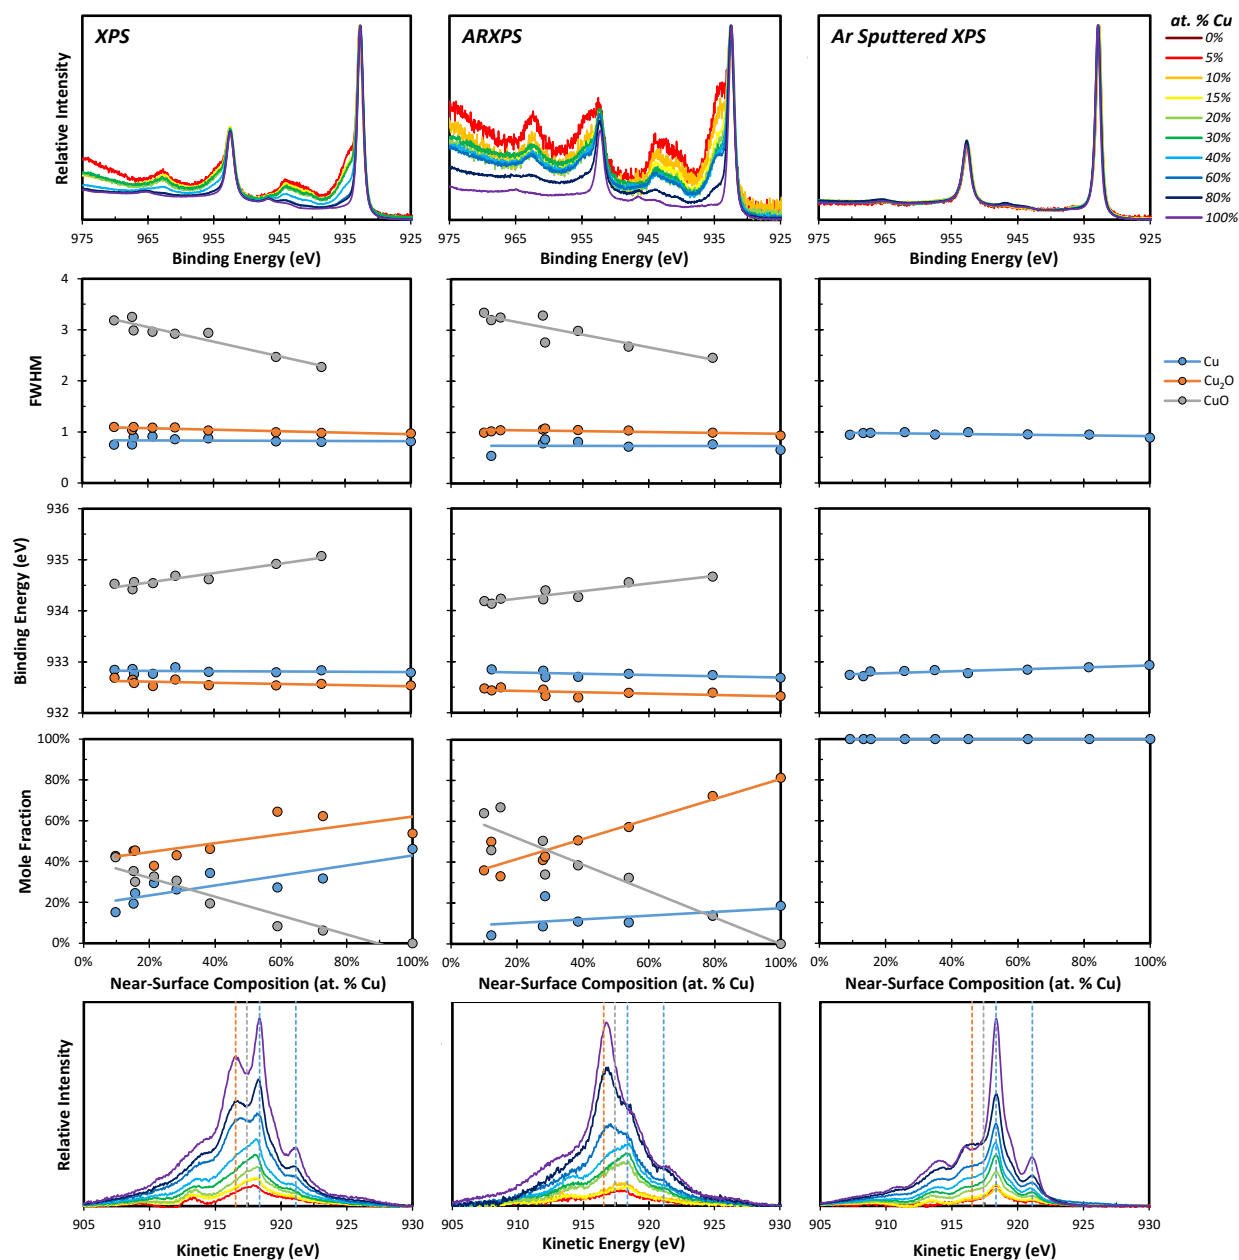 XPS
ARXPS
Ar Sputtered XPS
at. % Cu
0%
5%
10%
15%
20%
30%
40%
60%
80%
100%
Relative Intensity
975 965 955 945 935 925
975 965 955 945 935 925
975 965 955 945 935 925
Binding Energy (eV)
Binding Energy (eV)
Binding Energy (eV)
FWHM
4
3
2
1
0
Cu
Cu₂O
CuO
Binding Energy (eV)
936
935
934
933
932
Mole Fraction
100%
80%
60%
40%
20%
0%
0% 20% 40% 60% 80% 100%
0% 20% 40% 60% 80% 100%
0% 20% 40% 60% 80% 100%
Near-Surface Composition (at. % Cu)
Near-Surface Composition (at. % Cu)
Near-Surface Composition (at. % Cu)
Relative Intensity
905 910 915 920 925 930
905 910 915 920 925 930
905 910 915 920 925 930
Kinetic Energy (eV)
Kinetic Energy (eV)
Kinetic Energy (eV)